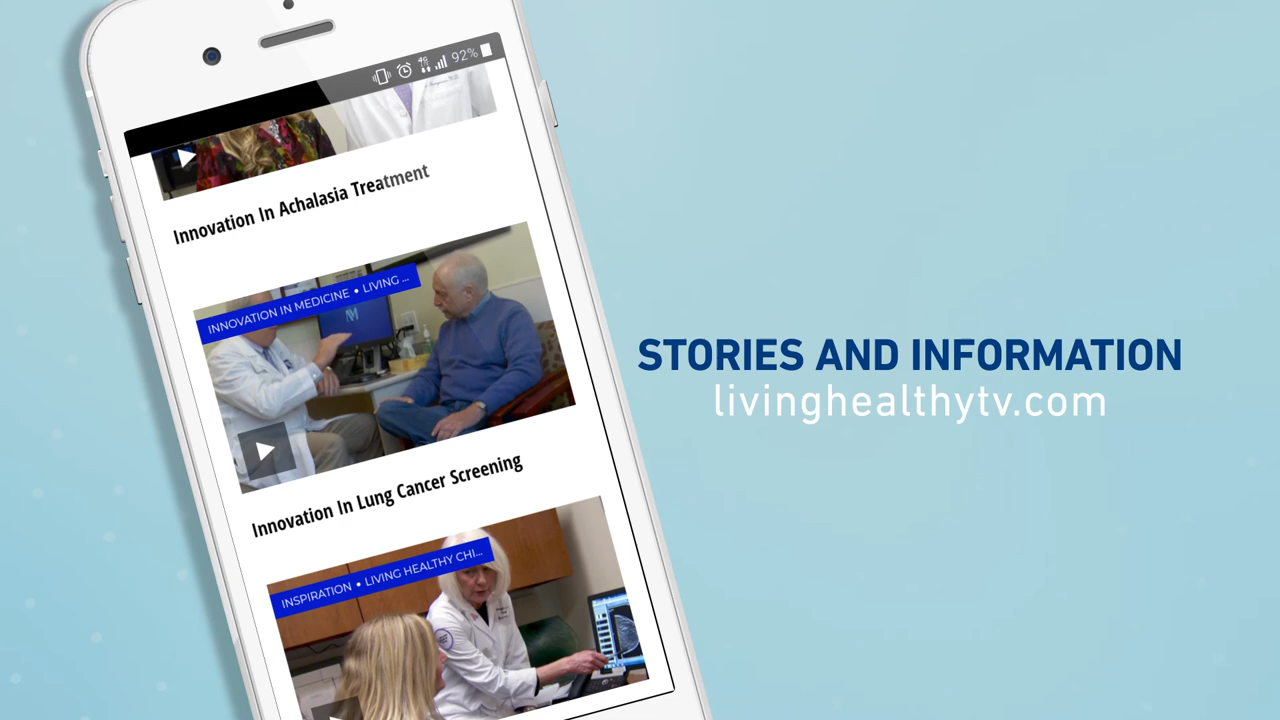 4G
92%
Innovation In Achalasia Treatment
INNOVATION IN MEDICINE • LIVING ...
Innovation In Lung Cancer Screening
INSPIRATION • LIVING HEALTHY CHI...
STORIES AND INFORMATION
livinghealthytv.com